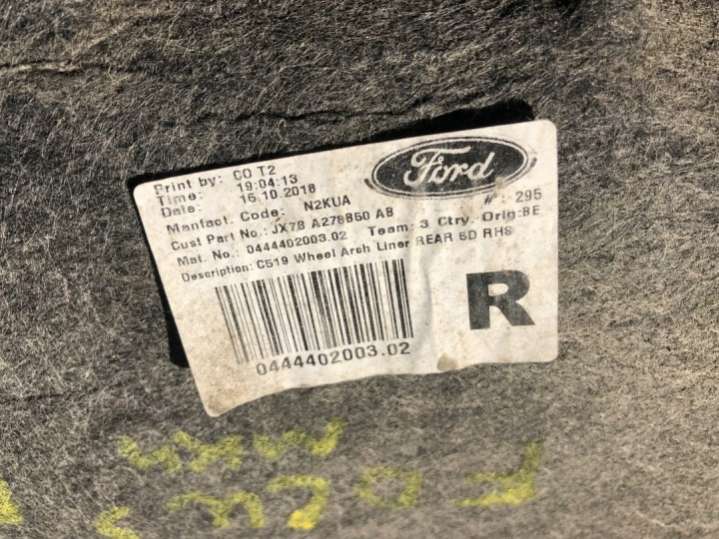 Print by: CO T2
Time: 19:04:13
Date: 16.10.2018
Ford
Manfact. Code: N2KUA
N°:-295
Cust Part No.: JX7B A278B50 AB
Mat. No.: 0444402003.02 Team: 3 Ctry. Orig:BE
Description: C519 Wheel Arch Liner REAR 5D RHS
R
0444402003.02